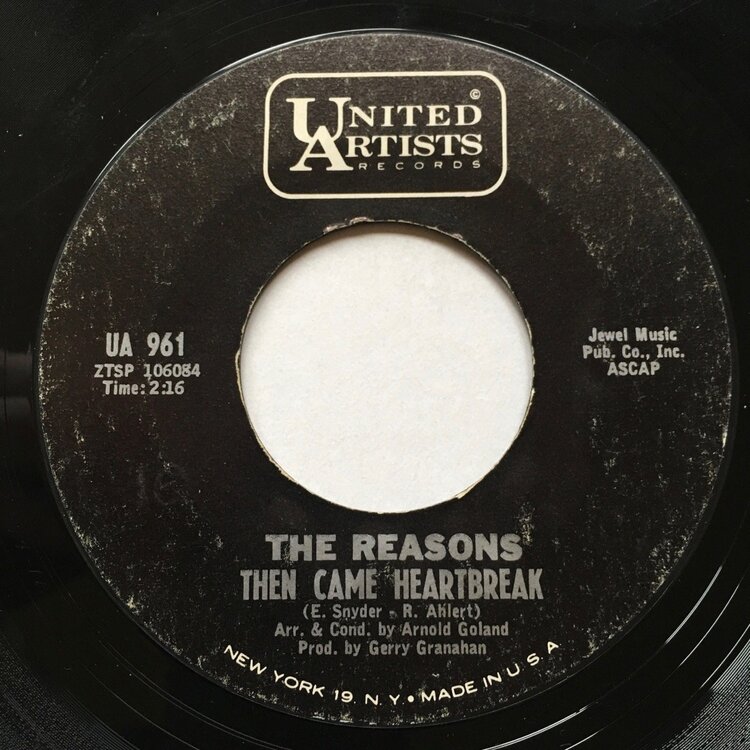 ©
UNITED
ARTISTS
RECORDS
UA 961
ZTSP 106084
Time: 2:16
Jewel Music
Pub. Co., Inc.
ASCAP
THE REASONS
THEN CAME HEARTBREAK
(E. Snyder - R. Ahlert)
Arr. & Cond. by Arnold Goland
Prod. by Gerry Granahan
NEW YORK 19. N. Y • MADE IN U. S. A